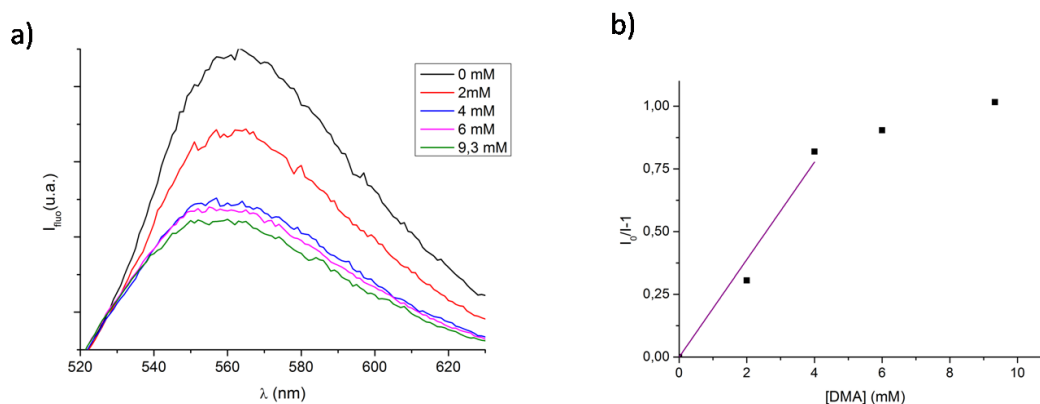 a)
I_fluo(u.a.)
0 mM
2mM
4 mM
6 mM
9,3 mM
520 540 560 580 600 620
λ (nm)
b)
I₀/I-1
1,00
0,75
0,50
0,25
0,00
0 2 4 6 8 10
[DMA] (mM)